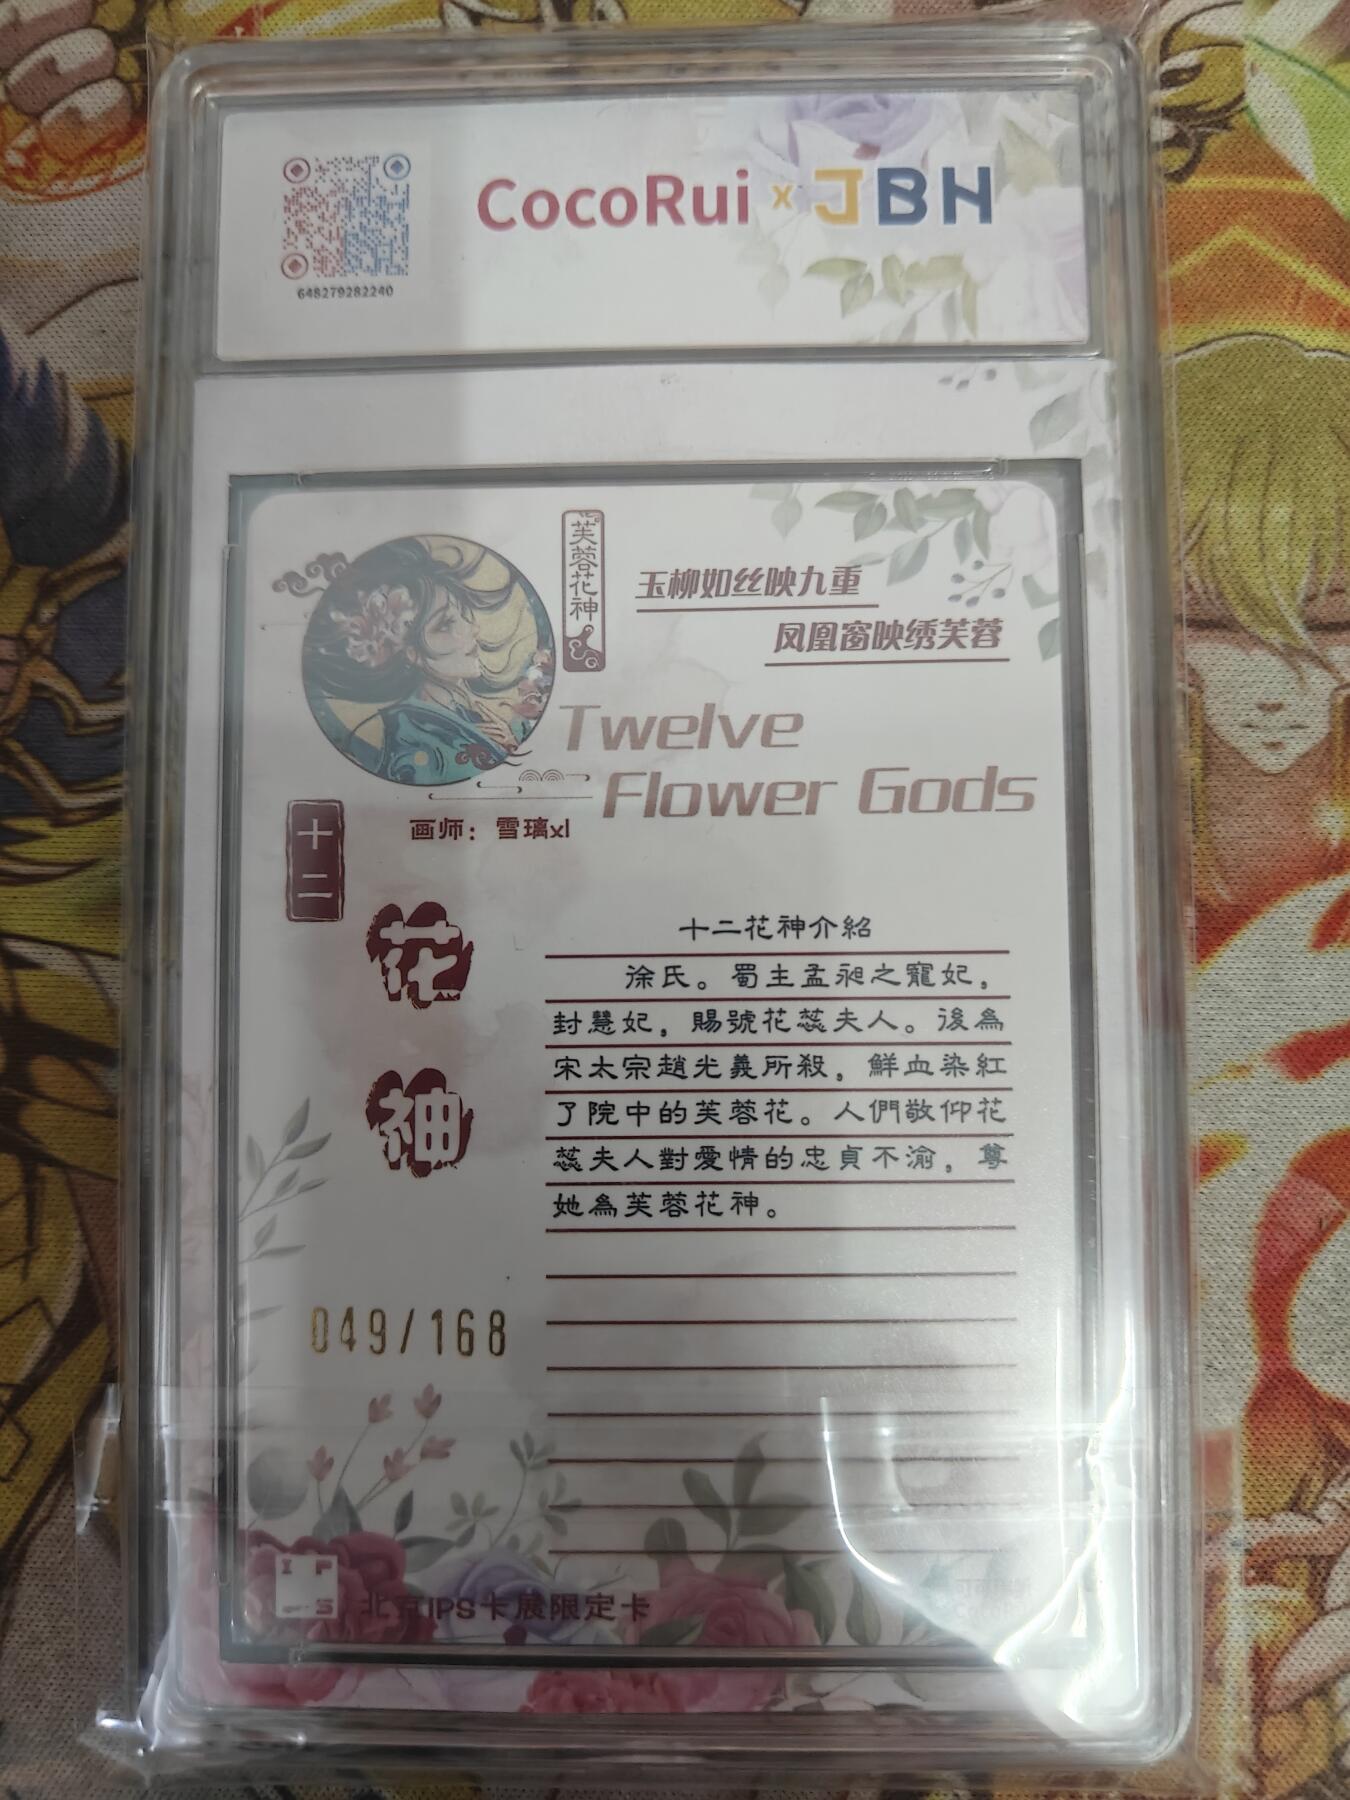 CocoRui x JBH
648279282240
芙蓉花神
玉柳如丝映九重
凤凰窗映绣芙蓉
Twelve
Flower Gods
画师：雪璃xl
十二
花
神
十二花神介紹
徐氏。蜀主孟昶之寵妃，
封慧妃，賜號花蕊夫人。後為
宋太宗趙光義所殺，鮮血染紅
了院中的芙蓉花。人們敬仰花
蕊夫人對愛情的忠貞不渝，尊
她為芙蓉花神。
049/168
IP
S
北京IPS卡展限定卡